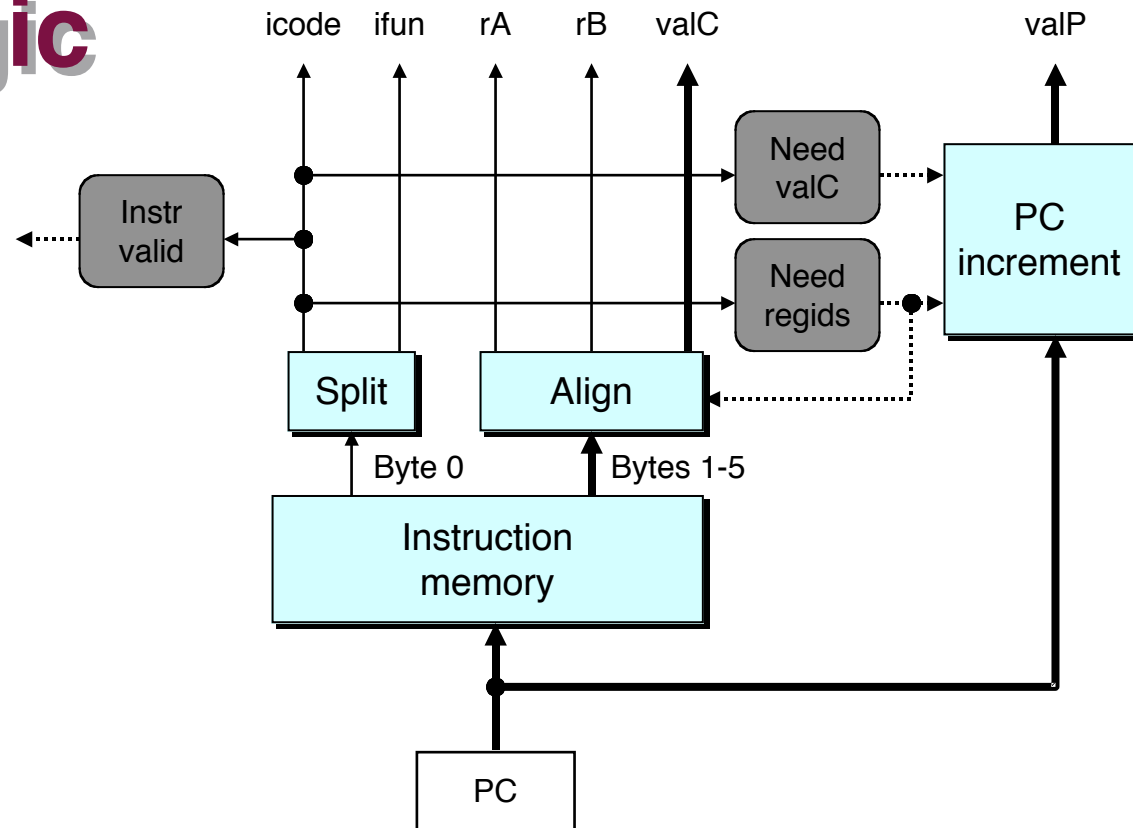 gic
icode ifun rA rB valC valP
Need
valC
Instr
valid
PC
increment
Need
regids
Split
Align
Byte 0
Bytes 1-5
Instruction
memory
PC